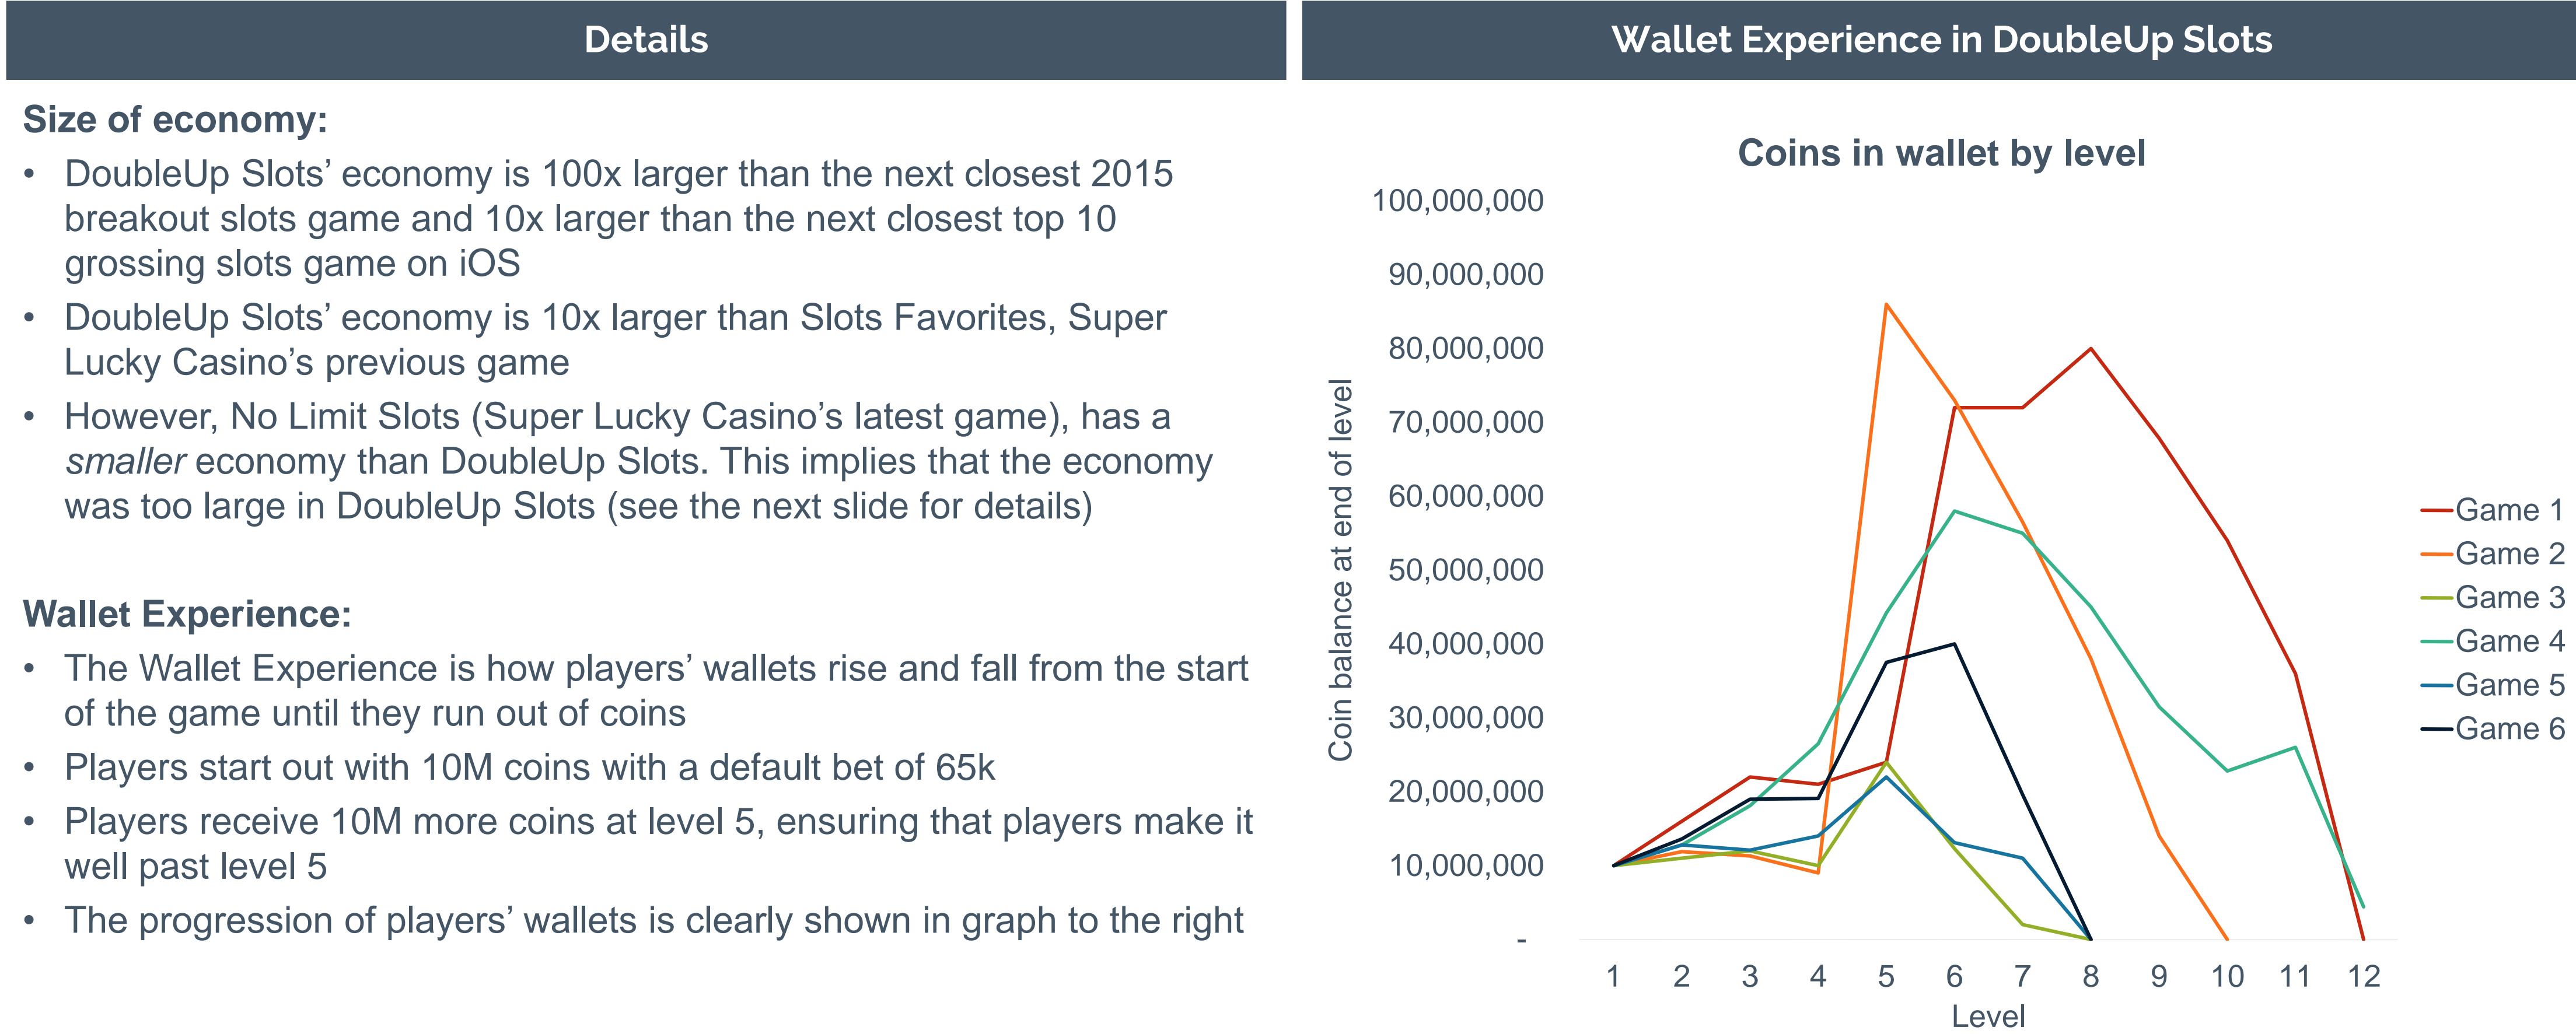 Details
Size of economy:
• DoubleUp Slots’ economy is 100x larger than the next closest 2015
breakout slots game and 10x larger than the next closest top 10
grossing slots game on iOS
• DoubleUp Slots’ economy is 10x larger than Slots Favorites, Super
Lucky Casino’s previous game
• However, No Limit Slots (Super Lucky Casino’s latest game), has a
smaller economy than DoubleUp Slots. This implies that the economy
was too large in DoubleUp Slots (see the next slide for details)
Wallet Experience:
• The Wallet Experience is how players’ wallets rise and fall from the start
of the game until they run out of coins
• Players start out with 10M coins with a default bet of 65k
• Players receive 10M more coins at level 5, ensuring that players make it
well past level 5
• The progression of players’ wallets is clearly shown in graph to the right
Wallet Experience in DoubleUp Slots
Coins in wallet by level
Coin balance at end of level
100,000,000
90,000,000
80,000,000
70,000,000
60,000,000
50,000,000
40,000,000
30,000,000
20,000,000
10,000,000
-
1 2 3 4 5 6 7 8 9 10 11 12
Level
Game 1
Game 2
Game 3
Game 4
Game 5
Game 6